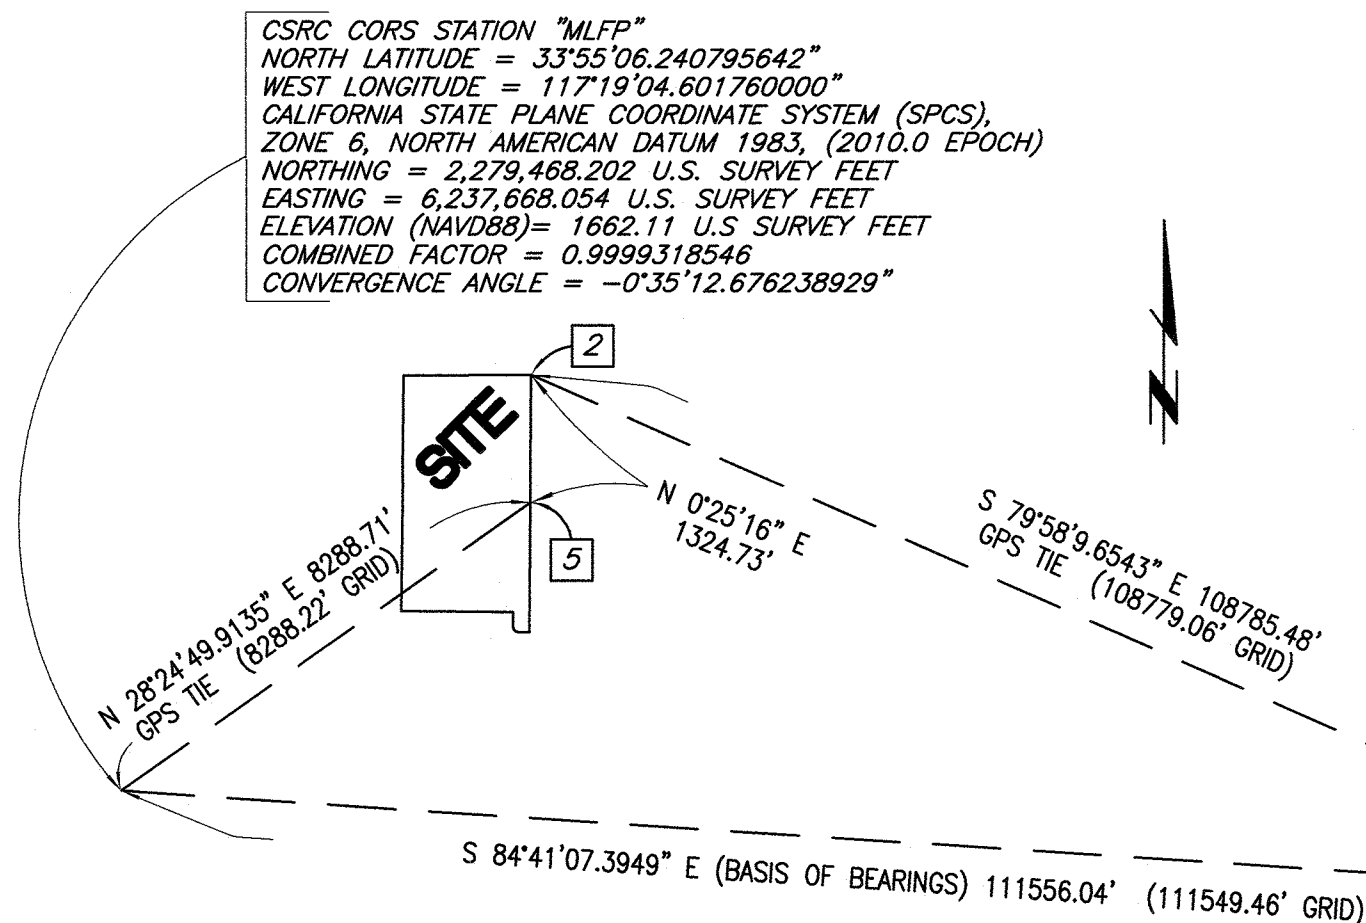 CSRC CORS STATION "MLFP"
NORTH LATITUDE = 33°55'06.240795642"
WEST LONGITUDE = 117°19'04.601760000"
CALIFORNIA STATE PLANE COORDINATE SYSTEM (SPCS),
ZONE 6, NORTH AMERICAN DATUM 1983, (2010.0 EPOCH)
NORTHING = 2,279,468.202 U.S. SURVEY FEET
EASTING = 6,237,668.054 U.S. SURVEY FEET
ELEVATION (NAVD88)= 1662.11 U.S SURVEY FEET
COMBINED FACTOR = 0.9999318546
CONVERGENCE ANGLE = -0°35'12.676238929"
2
SITE
N
5
N 0°25'16" E
1324.73'
N 28°24'49.9135" E 8288.71'
GPS TIE (8288.22' GRID)
S 79°58'9.6543" E 108785.48'
GPS TIE (108779.06' GRID)
S 84°41'07.3949" E (BASIS OF BEARINGS) 111556.04' (111549.46' GRID)